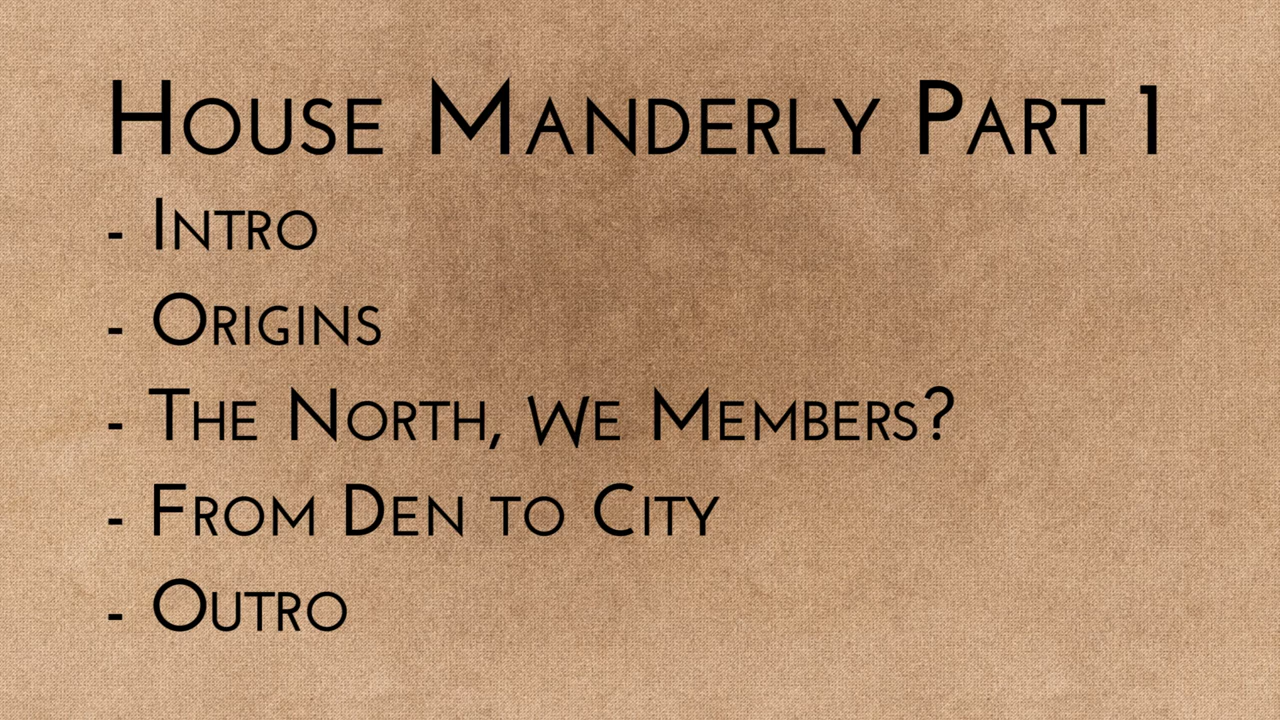 House Manderly Part 1
- Intro
- Origins
- The North, We Members?
- From Den to City
- Outro